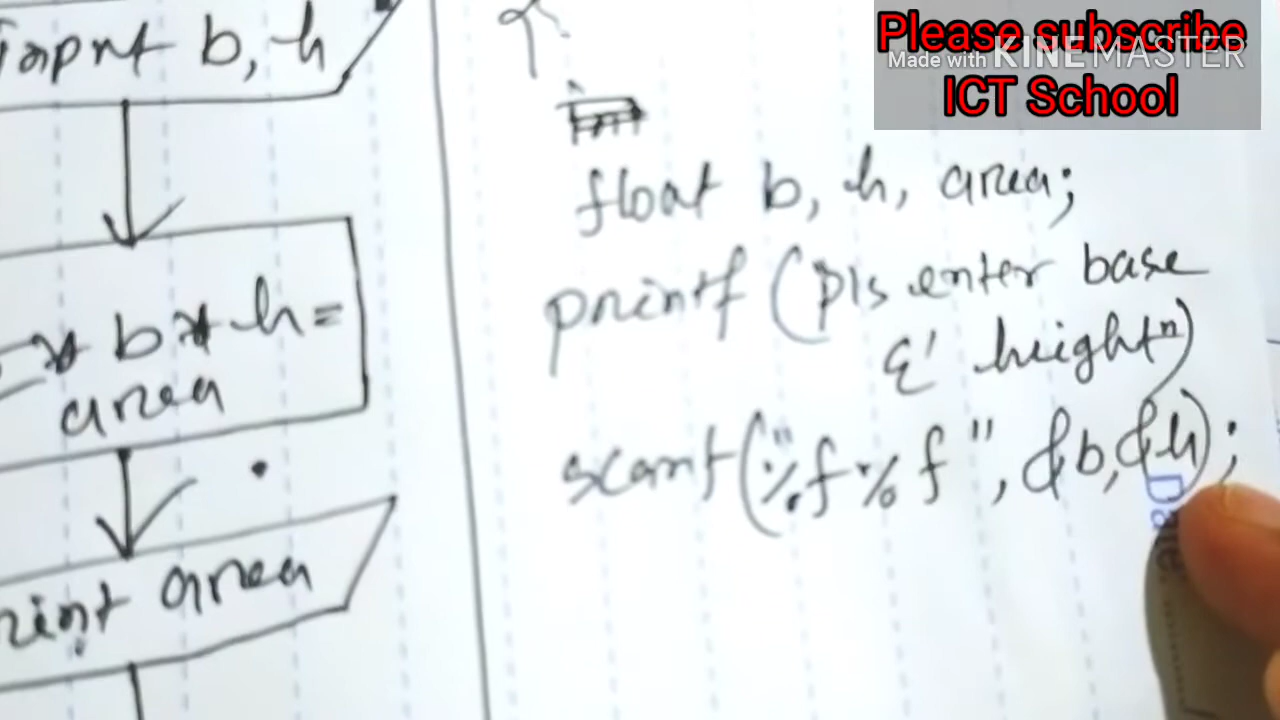 input b, h
* b * h =
area
print area
{
float b, h, area;
printf (pls enter base
& height")
scanf("%f%f", &b,&h);
Please subscribe
Made with KINEMASTER
ICT School
Da